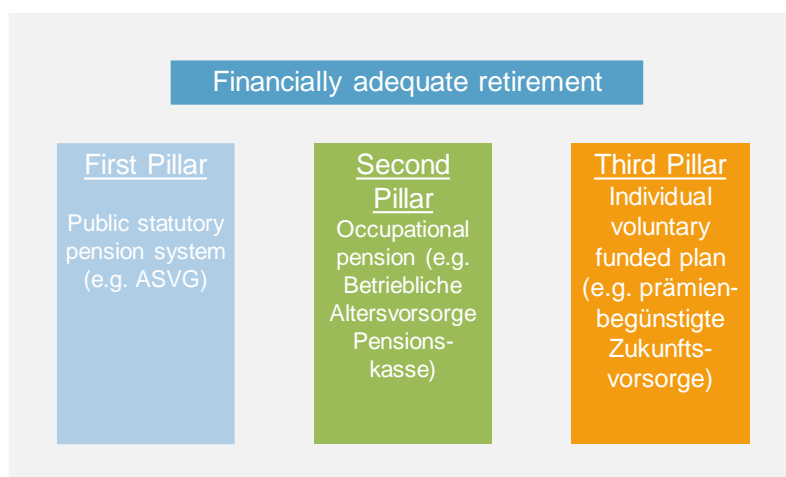 Financially adequate retirement
First Pillar
Public statutory
pension system
(e.g. ASVG)
Second
Pillar
Occupational
pension (e.g.
Betriebliche
Altersvorsorge
Pensions-
kasse)
Third Pillar
Individual
voluntary
funded plan
(e.g. prämien-
begünstigte
Zukunfts-
vorsorge)